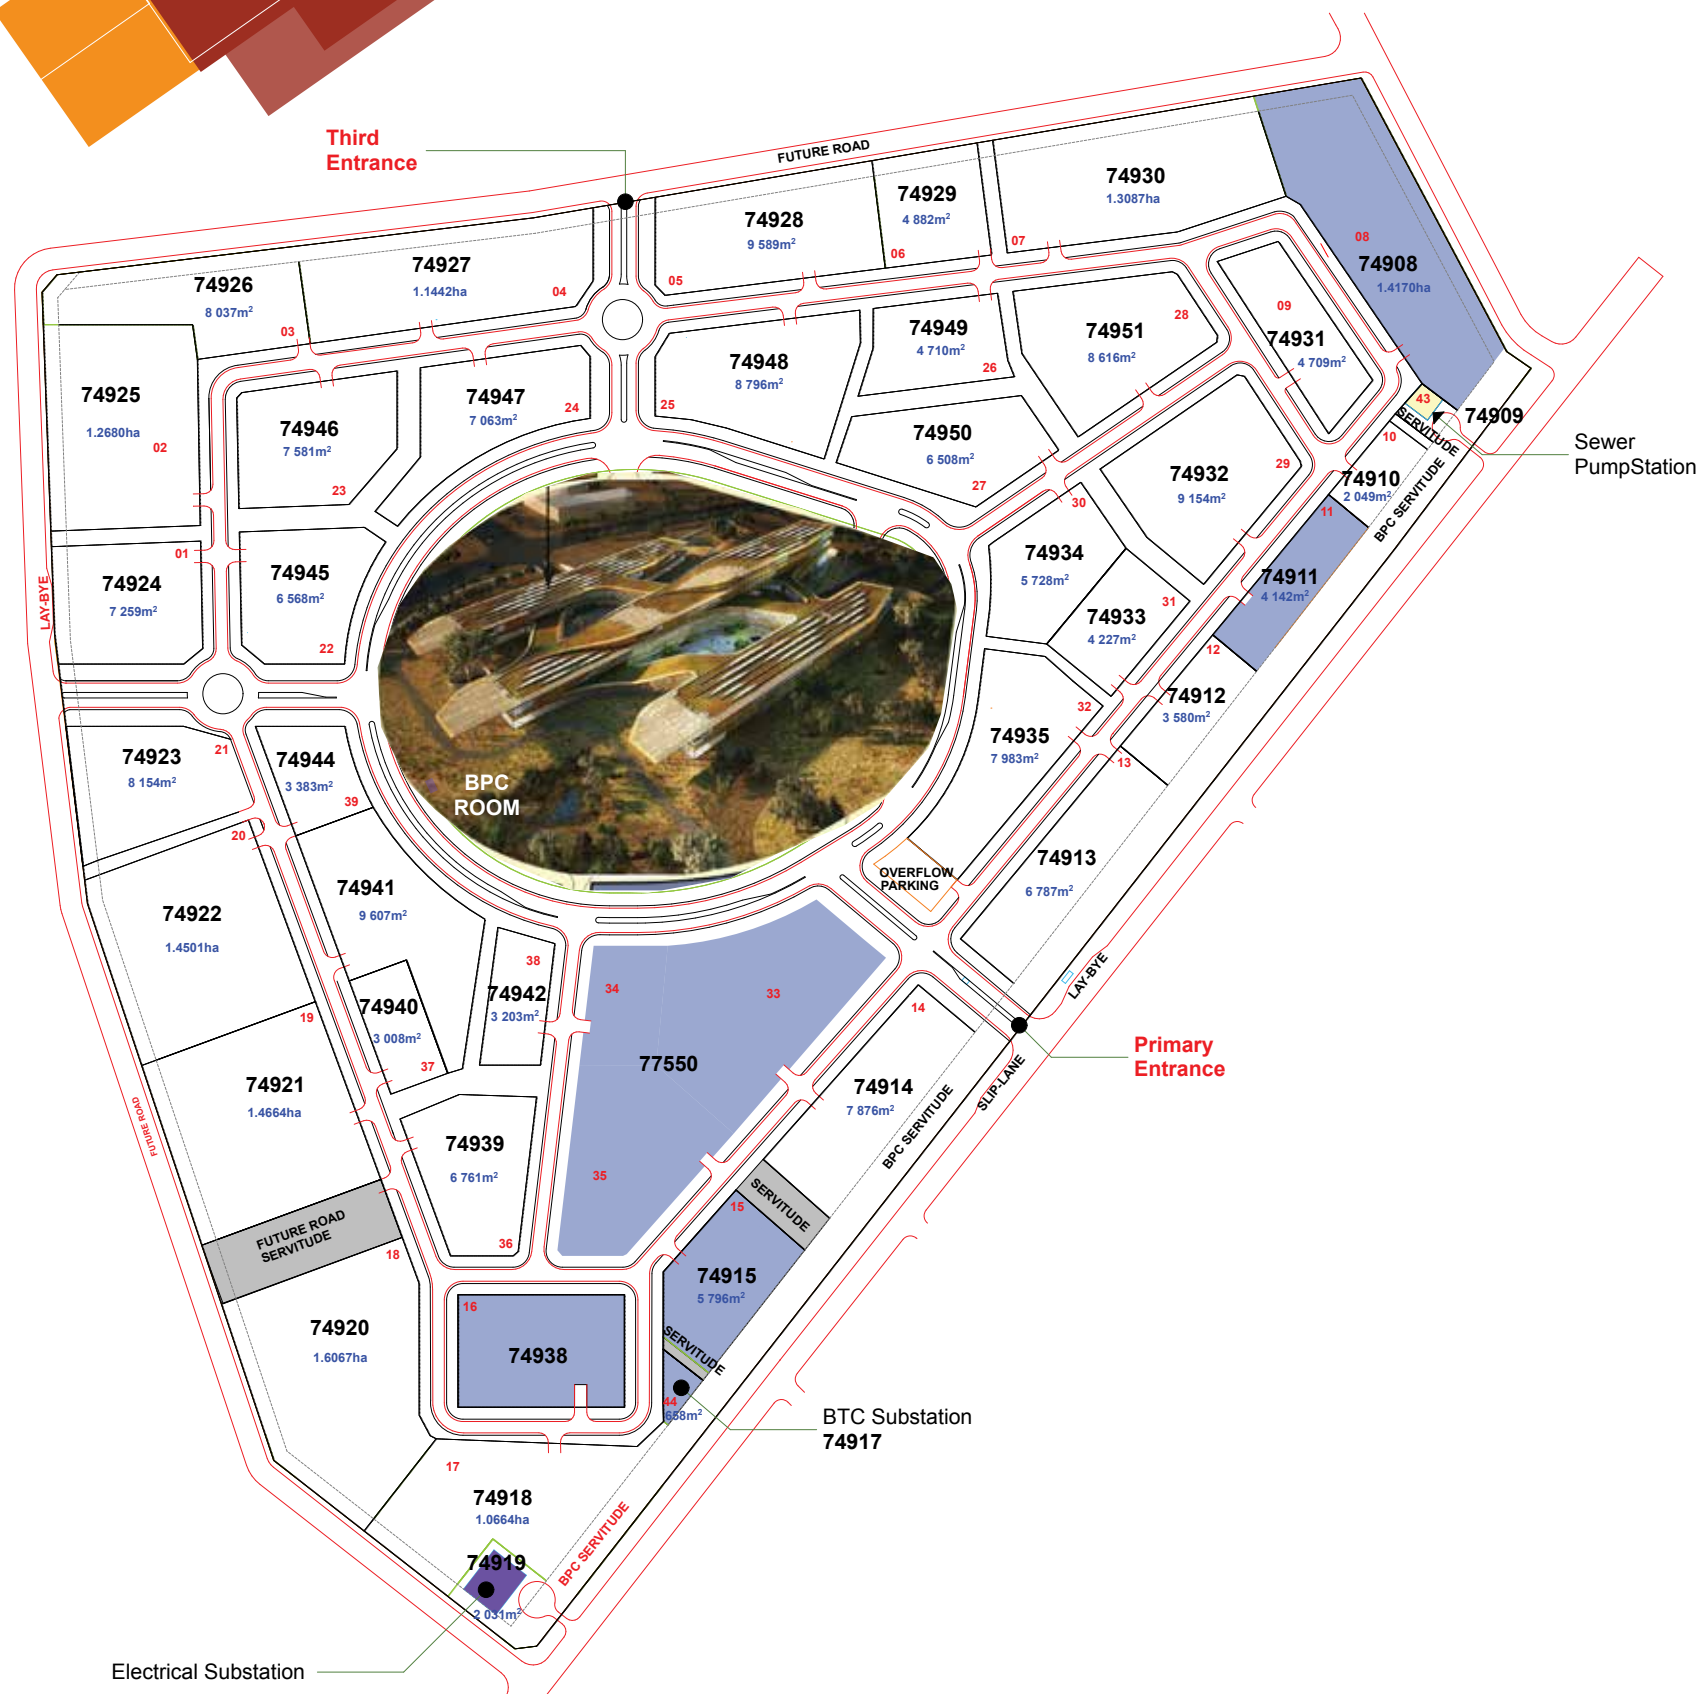 Third
Entrance
FUTURE ROAD
74930
1.3087ha
74929
4 882m²
74928
9 589m²
74927
1.1442ha
74926
8 037m²
08
74908
1.4170ha
07
06
05
04
03
09
74931
4 709m²
28
74951
8 616m²
74949
4 710m²
26
74948
8 796m²
25
74947
7 063m²
24
74925
1.2680ha
02
74946
7 581m²
23
43
SERVITUDE
74909
Sewer
PumpStation
10
74910
2 049m²
BPC SERVITUDE
74950
6 508m²
27
74932
9 154m²
29
30
11
74911
4 142m²
74934
5 728m²
74933
4 227m²
31
01
74924
7 259m²
LAY-BYE
74945
6 568m²
22
12
74912
3 580m²
32
74935
7 983m²
13
21
74923
8 154m²
74944
3 383m²
39
BPC
ROOM
20
74913
6 787m²
OVERFLOW
PARKING
74941
9 607m²
74922
1.4501ha
38
74942
3 203m²
34
33
14
LAY-BYE
74940
3 008m²
37
19
Primary
Entrance
77550
74914
7 876m²
SLIP-LANE
BPC SERVITUDE
74921
1.4664ha
FUTURE ROAD
74939
6 761m²
36
35
SERVITUDE
15
FUTURE ROAD
SERVITUDE
18
74915
5 796m²
16
74938
SERVITUDE
74920
1.6067ha
44
658m²
BTC Substation
74917
17
74918
1.0664ha
BPC SERVITUDE
74919
2 031m²
Electrical Substation